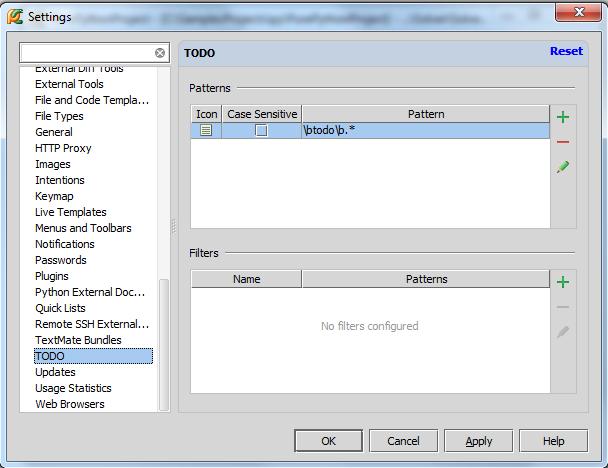 Settings
TODO
Reset
External Diff Tools
External Tools
File and Code Templa...
File Types
General
HTTP Proxy
Images
Intentions
Keymap
Live Templates
Menus and Toolbars
Notifications
Passwords
Plugins
Python External Doc...
Quick Lists
Remote SSH External...
TextMate Bundles
TODO
Updates
Usage Statistics
Web Browsers
Patterns
Icon Case Sensitive Pattern
\btodo\b.*
Filters
Name Patterns
No filters configured
OK Cancel Apply Help